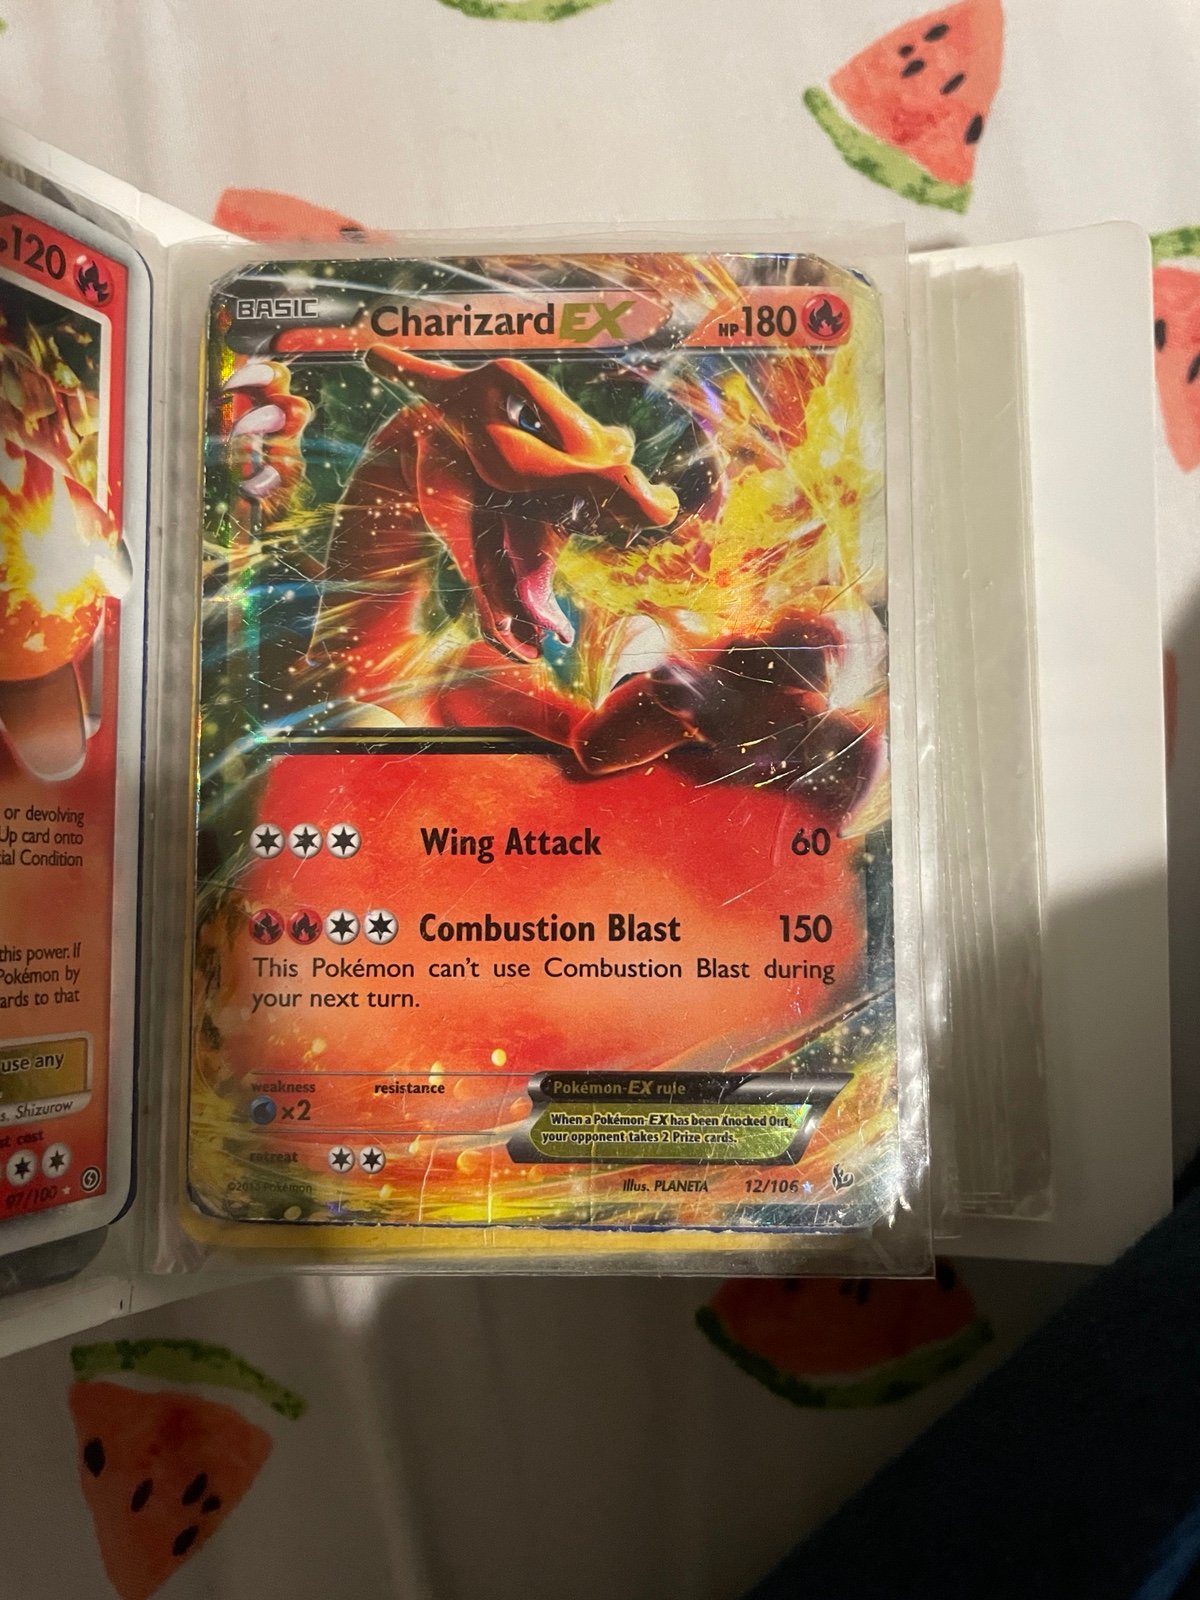 HP 120
or devolving
Up card onto
ial Condition
this power. If
Pokémon by
ards to that
use any
s. Shizurow
st cost
97/100
BASIC Charizard EX HP 180
Wing Attack 60
Combustion Blast 150
This Pokémon can't use Combustion Blast during
your next turn.
weakness resistance
×2
retreat
Pokémon-EX rule
When a Pokémon-EX has been Knocked Out,
your opponent takes 2 Prize cards.
©2013 Pokémon Illus. PLANETA 12/106